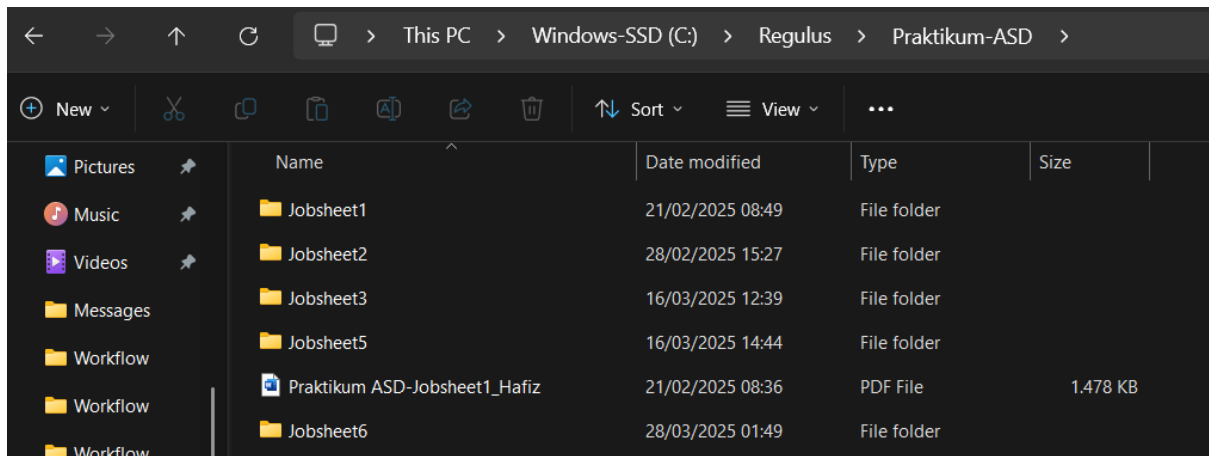 This PC > Windows-SSD (C:) > Regulus > Praktikum-ASD >
New Sort View
Name Date modified Type Size
Pictures
Music
Videos
Messages
Workflow
Workflow
Workflow
Jobsheet1 21/02/2025 08:49 File folder
Jobsheet2 28/02/2025 15:27 File folder
Jobsheet3 16/03/2025 12:39 File folder
Jobsheet5 16/03/2025 14:44 File folder
Praktikum ASD-Jobsheet1_Hafiz 21/02/2025 08:36 PDF File 1.478 KB
Jobsheet6 28/03/2025 01:49 File folder